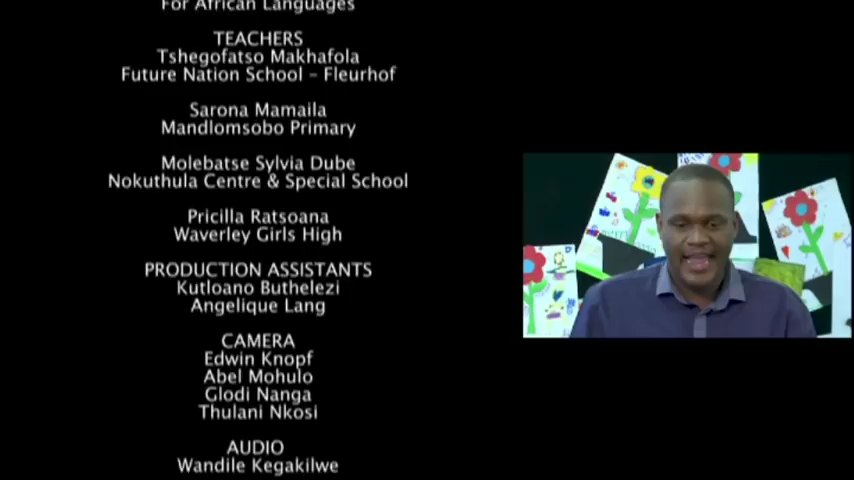 For African Languages
TEACHERS
Tshegofatso Makhafola
Future Nation School – Fleurhof
Sarona Mamaila
Mandlomsobo Primary
Molebatse Sylvia Dube
Nokuthula Centre & Special School
Pricilla Ratsoana
Waverley Girls High
PRODUCTION ASSISTANTS
Kutloano Buthelezi
Angelique Lang
CAMERA
Edwin Knopf
Abel Mohulo
Glodi Nanga
Thulani Nkosi
AUDIO
Wandile Kegakilwe